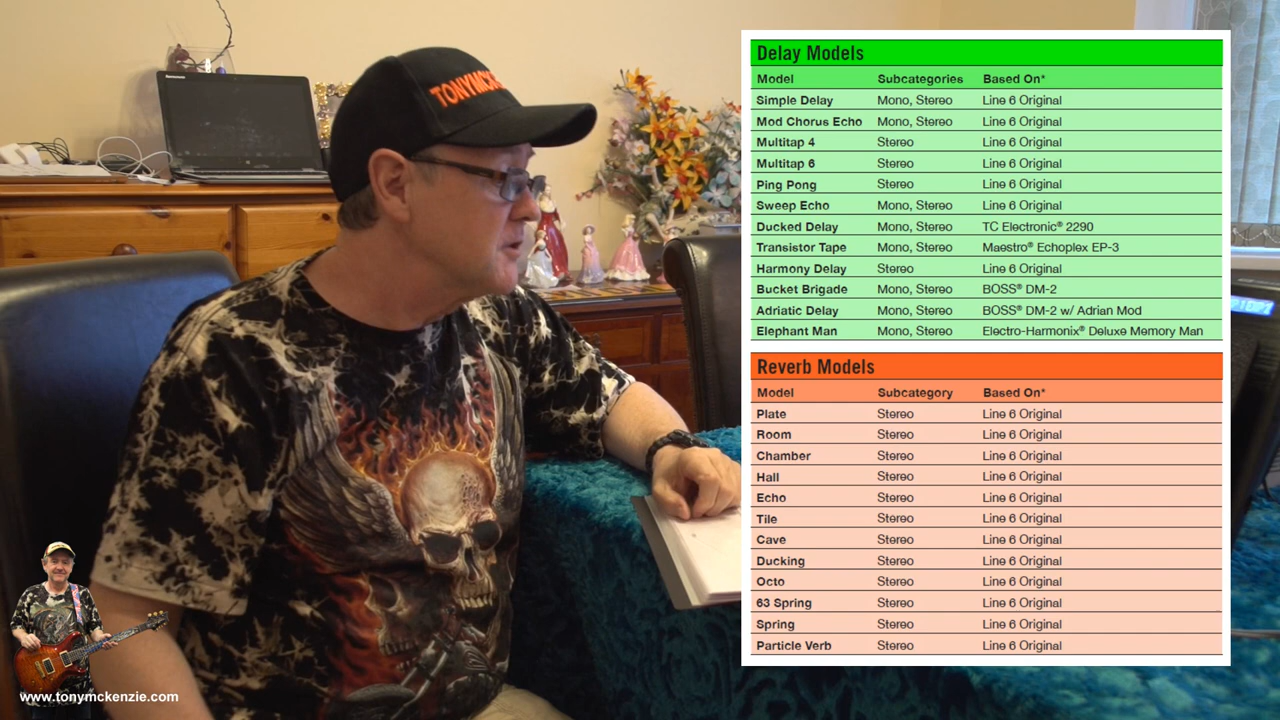 Delay Models
Model Subcategories Based On*
Simple Delay Mono, Stereo Line 6 Original
Mod Chorus Echo Mono, Stereo Line 6 Original
Multitap 4 Stereo Line 6 Original
Multitap 6 Stereo Line 6 Original
Ping Pong Stereo Line 6 Original
Sweep Echo Mono, Stereo Line 6 Original
Ducked Delay Mono, Stereo TC Electronic® 2290
Transistor Tape Mono, Stereo Maestro® Echoplex EP-3
Harmony Delay Stereo Line 6 Original
Bucket Brigade Mono, Stereo BOSS® DM-2
Adriatic Delay Mono, Stereo BOSS® DM-2 w/ Adrian Mod
Elephant Man Mono, Stereo Electro-Harmonix® Deluxe Memory Man
Reverb Models
Model Subcategory Based On*
Plate Stereo Line 6 Original
Room Stereo Line 6 Original
Chamber Stereo Line 6 Original
Hall Stereo Line 6 Original
Echo Stereo Line 6 Original
Tile Stereo Line 6 Original
Cave Stereo Line 6 Original
Ducking Stereo Line 6 Original
Octo Stereo Line 6 Original
63 Spring Stereo Line 6 Original
Spring Stereo Line 6 Original
Particle Verb Stereo Line 6 Original
www.tonymckenzie.com